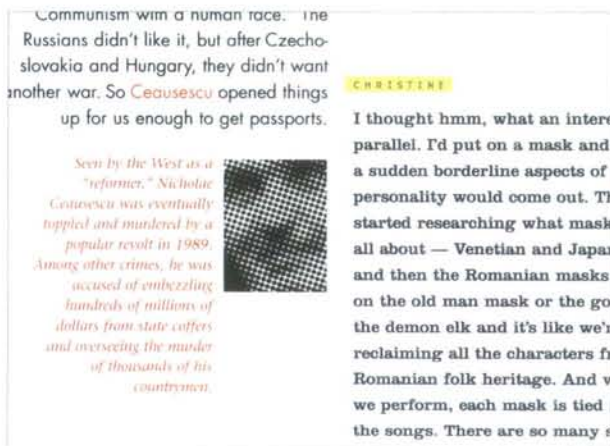 Communism with a human face. The
Russians didn't like it, but after Czecho-
slovakia and Hungary, they didn't want
another war. So Ceausescu opened things
up for us enough to get passports.
Seen by the West as a
"reformer," Nicholae
Ceausescu was eventually
toppled and murdered by a
popular revolt in 1989.
Among other crimes, he was
accused of embezzling
hundreds of millions of
dollars from state coffers
and overseeing the murder
of thousands of his
countrymen.
CHRISTINE
I thought hmm, what an intere
parallel. I'd put on a mask and
a sudden borderline aspects of
personality would come out. Th
started researching what mask
all about — Venetian and Japan
and then the Romanian masks
on the old man mask or the go
the demon elk and it's like we'r
reclaiming all the characters fr
Romanian folk heritage. And w
we perform, each mask is tied
the songs. There are so many s